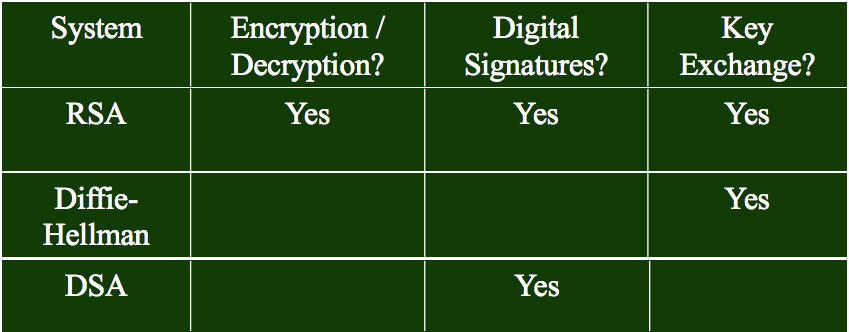 System
Encryption /
Decryption?
Digital
Signatures?
Key
Exchange?
RSA
Yes
Yes
Yes
Diffie-
Hellman
Yes
DSA
Yes